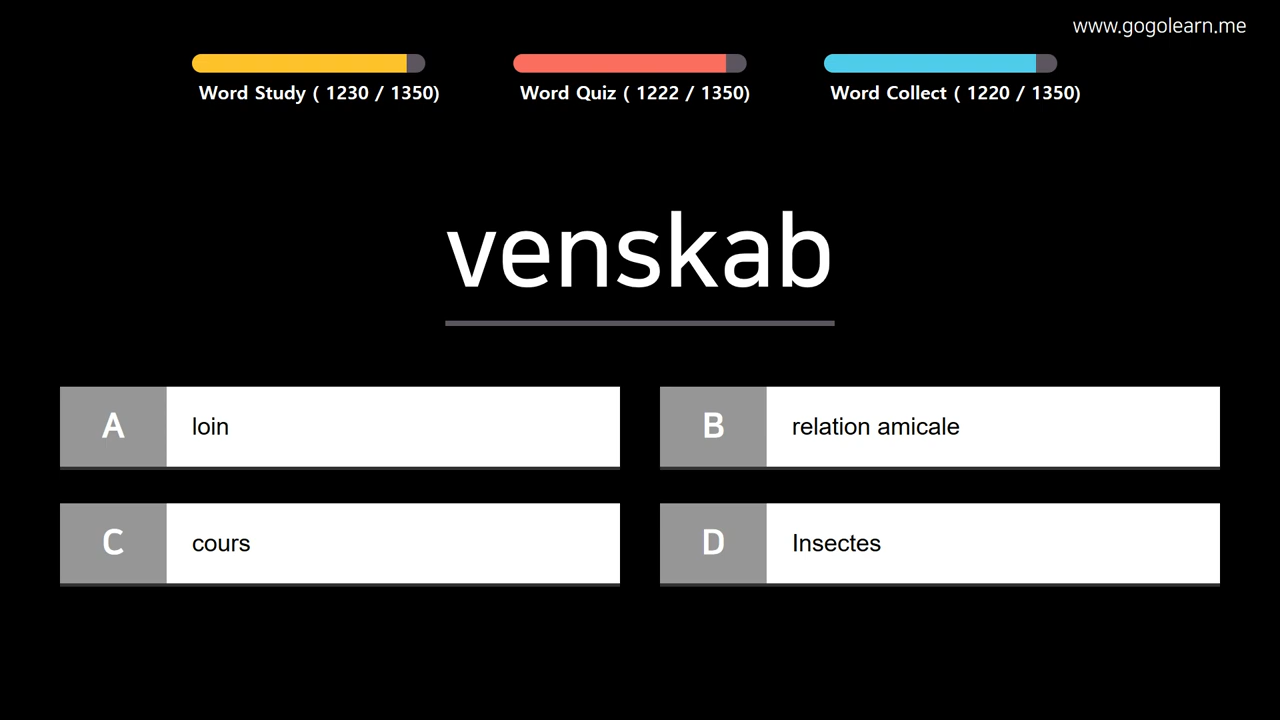 www.gogolearn.me
Word Study ( 1230 / 1350)
Word Quiz ( 1222 / 1350)
Word Collect ( 1220 / 1350)
venskab
A loin
B relation amicale
C cours
D Insectes